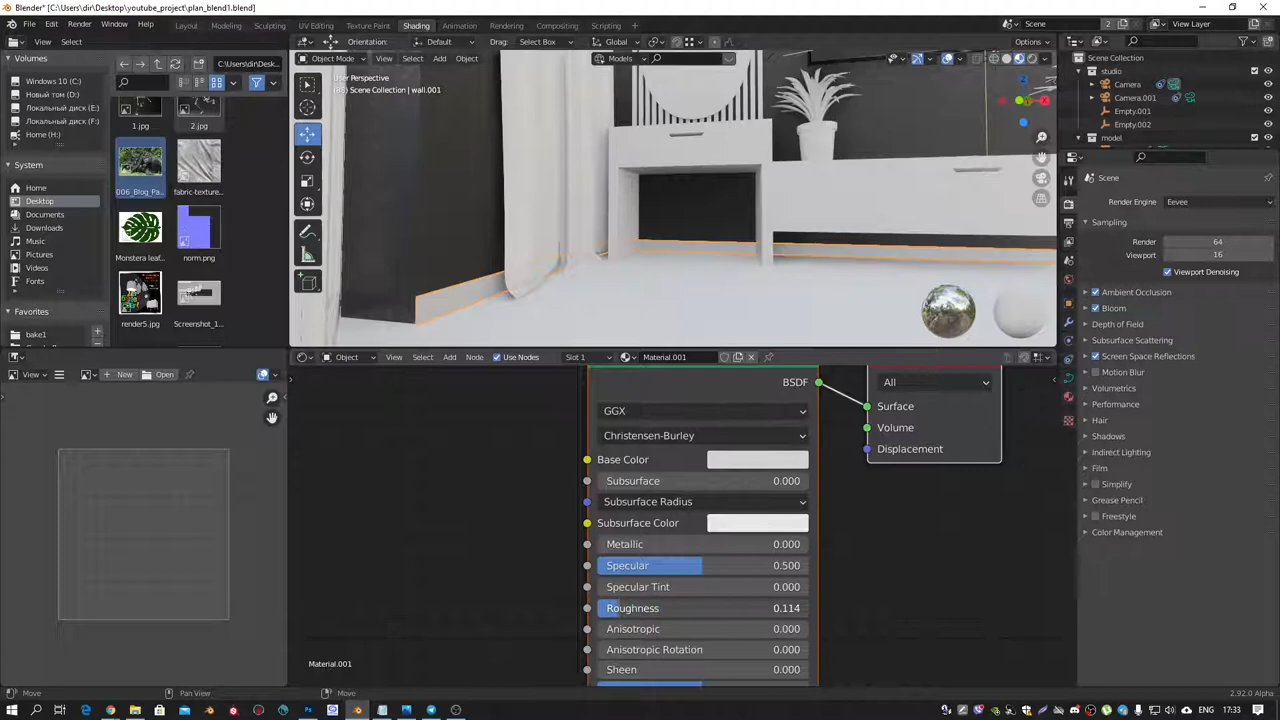 Blender* [C:\Users\dir\Desktop\youtube_project\plan_blend1.blend]
File Edit Render Window Help Layout Modeling Sculpting UV Editing Texture Paint Shading Animation Rendering Compositing Scripting Scene 2 View Layer
View Select Orientation: Default Drag: Select Box Global Options
Volumes C:\dir\Desk...
Object Mode View Select Add Object Models
Windows 10 (C:)
Новый том (D:)
Локальный диск (E:)
Локальный диск (F:)
Home (H:)
1.jpg 2.jpg
System
Home
Desktop
Documents
Downloads
Music
Pictures
Videos
Fonts
006_Blog_Pa... fabric-texture...
Monstera leaf... norm.png
render5.jpg Screenshot_1...
Favorites
bake1
User Perspective
(88) Scene Collection | wall.001
X
Scene Collection
studio
Camera
Camera.001
Empty.001
Empty.002
model
Scene
Render Engine Eevee
Sampling
Render 64
Viewport 16
Viewport Denoising
Ambient Occlusion
Bloom
Depth of Field
Subsurface Scattering
Screen Space Reflections
Motion Blur
Volumetrics
Performance
Hair
Shadows
Indirect Lighting
Film
Simplify
Grease Pencil
Freestyle
Color Management
View New Open
Object View Select Add Node Use Nodes Slot 1 Material.001
BSDF
GGX
Christensen-Burley
Base Color
Subsurface 0.000
Subsurface Radius
Subsurface Color
Metallic 0.000
Specular 0.500
Specular Tint 0.000
Roughness 0.114
Anisotropic 0.000
Anisotropic Rotation 0.000
Sheen 0.000
All
Surface
Volume
Displacement
Material.001
Move Pan View Move 2.92.0 Alpha
ENG 17:33